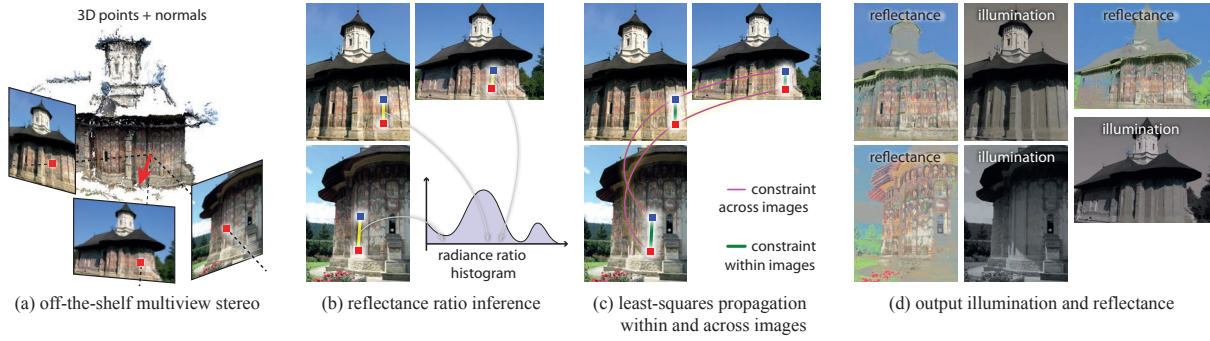 3D points + normals
(a) off-the-shelf multiview stereo
radiance ratio
histogram
(b) reflectance ratio inference
constraint
across images
constraint
within images
(c) least-squares propagation
within and across images
reflectance
illumination
reflectance
illumination
reflectance
illumination
(d) output illumination and reflectance